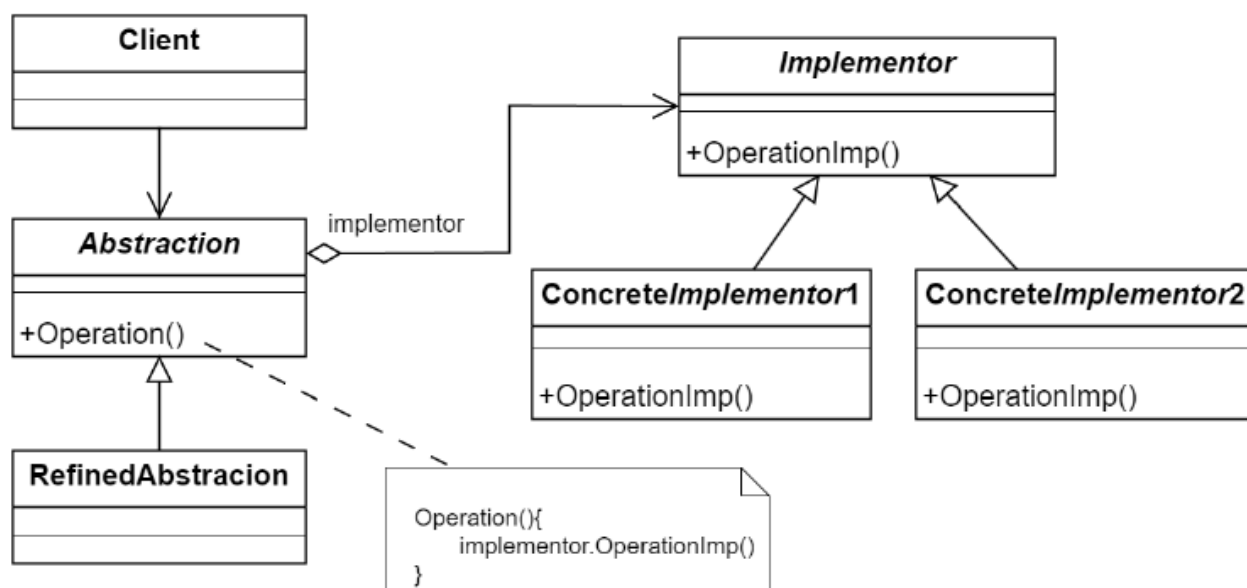 Client
Implementor
+OperationImp()
implementor
Abstraction
+Operation()
ConcreteImplementor1
+OperationImp()
ConcreteImplementor2
+OperationImp()
RefinedAbstracion
Operation(){
implementor.OperationImp()
}